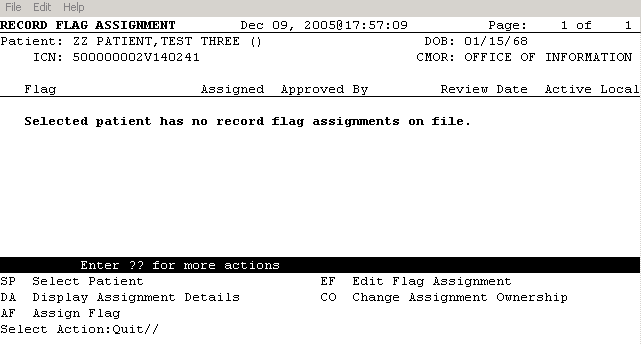 File Edit Help
RECORD FLAG ASSIGNMENT Dec 09, 2005@17:57:09 Page: 1 of 1
Patient: ZZ PATIENT,TEST THREE () DOB: 01/15/68
ICN: 500000002V140241 CMOR: OFFICE OF INFORMATION
Flag Assigned Approved By Review Date Active Local
Selected patient has no record flag assignments on file.
Enter ?? for more actions
SP Select Patient EF Edit Flag Assignment
DA Display Assignment Details CO Change Assignment Ownership
AF Assign Flag
Select Action:Quit//